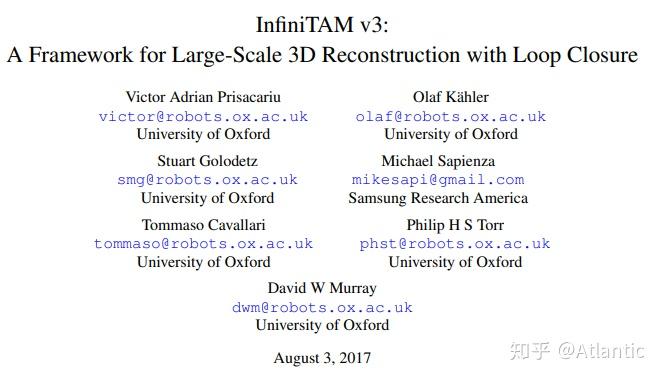 InfiniTAM v3:
A Framework for Large-Scale 3D Reconstruction with Loop Closure
Victor Adrian Prisacariu
victor@robots.ox.ac.uk
University of Oxford
Olaf Kähler
olaf@robots.ox.ac.uk
University of Oxford
Stuart Golodetz
smg@robots.ox.ac.uk
University of Oxford
Michael Sapienza
mikesapi@gmail.com
Samsung Research America
Tommaso Cavallari
tommaso@robots.ox.ac.uk
University of Oxford
Philip H S Torr
phst@robots.ox.ac.uk
University of Oxford
David W Murray
dwm@robots.ox.ac.uk
University of Oxford
August 3, 2017
知乎 @Atlantic